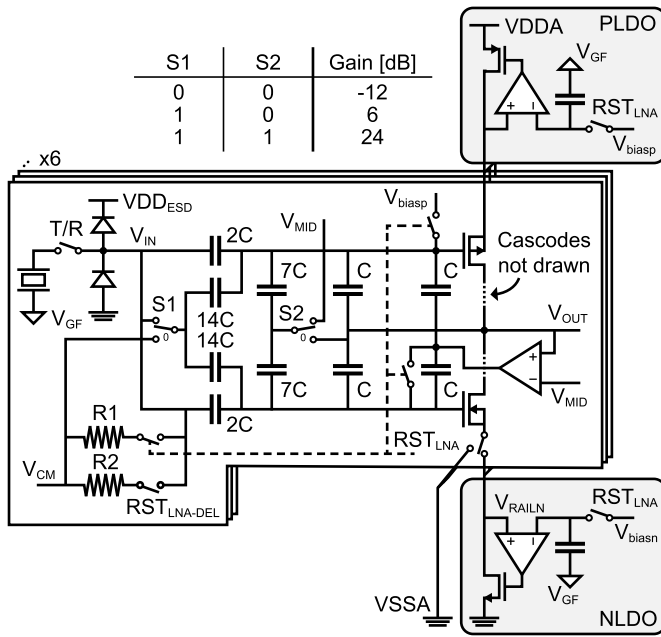 PLDO
VDDA
V_GF
RST_LNA
V_biasp
S1 S2 Gain [dB]
0 0 -12
1 0 6
1 1 24
x6
VDD_ESD
T/R
V_IN
2C
V_MID
V_biasp
Cascodes
not drawn
7C
C
C
S1
S2
V_GF
0
14C
14C
0
V_OUT
7C
C
C
V_MID
2C
R1
RST_LNA
V_CM
R2
RST_LNA-DEL
V_RAILN
RST_LNA
V_biasn
V_GF
VSSA
NLDO
+
−
+
−
+
−